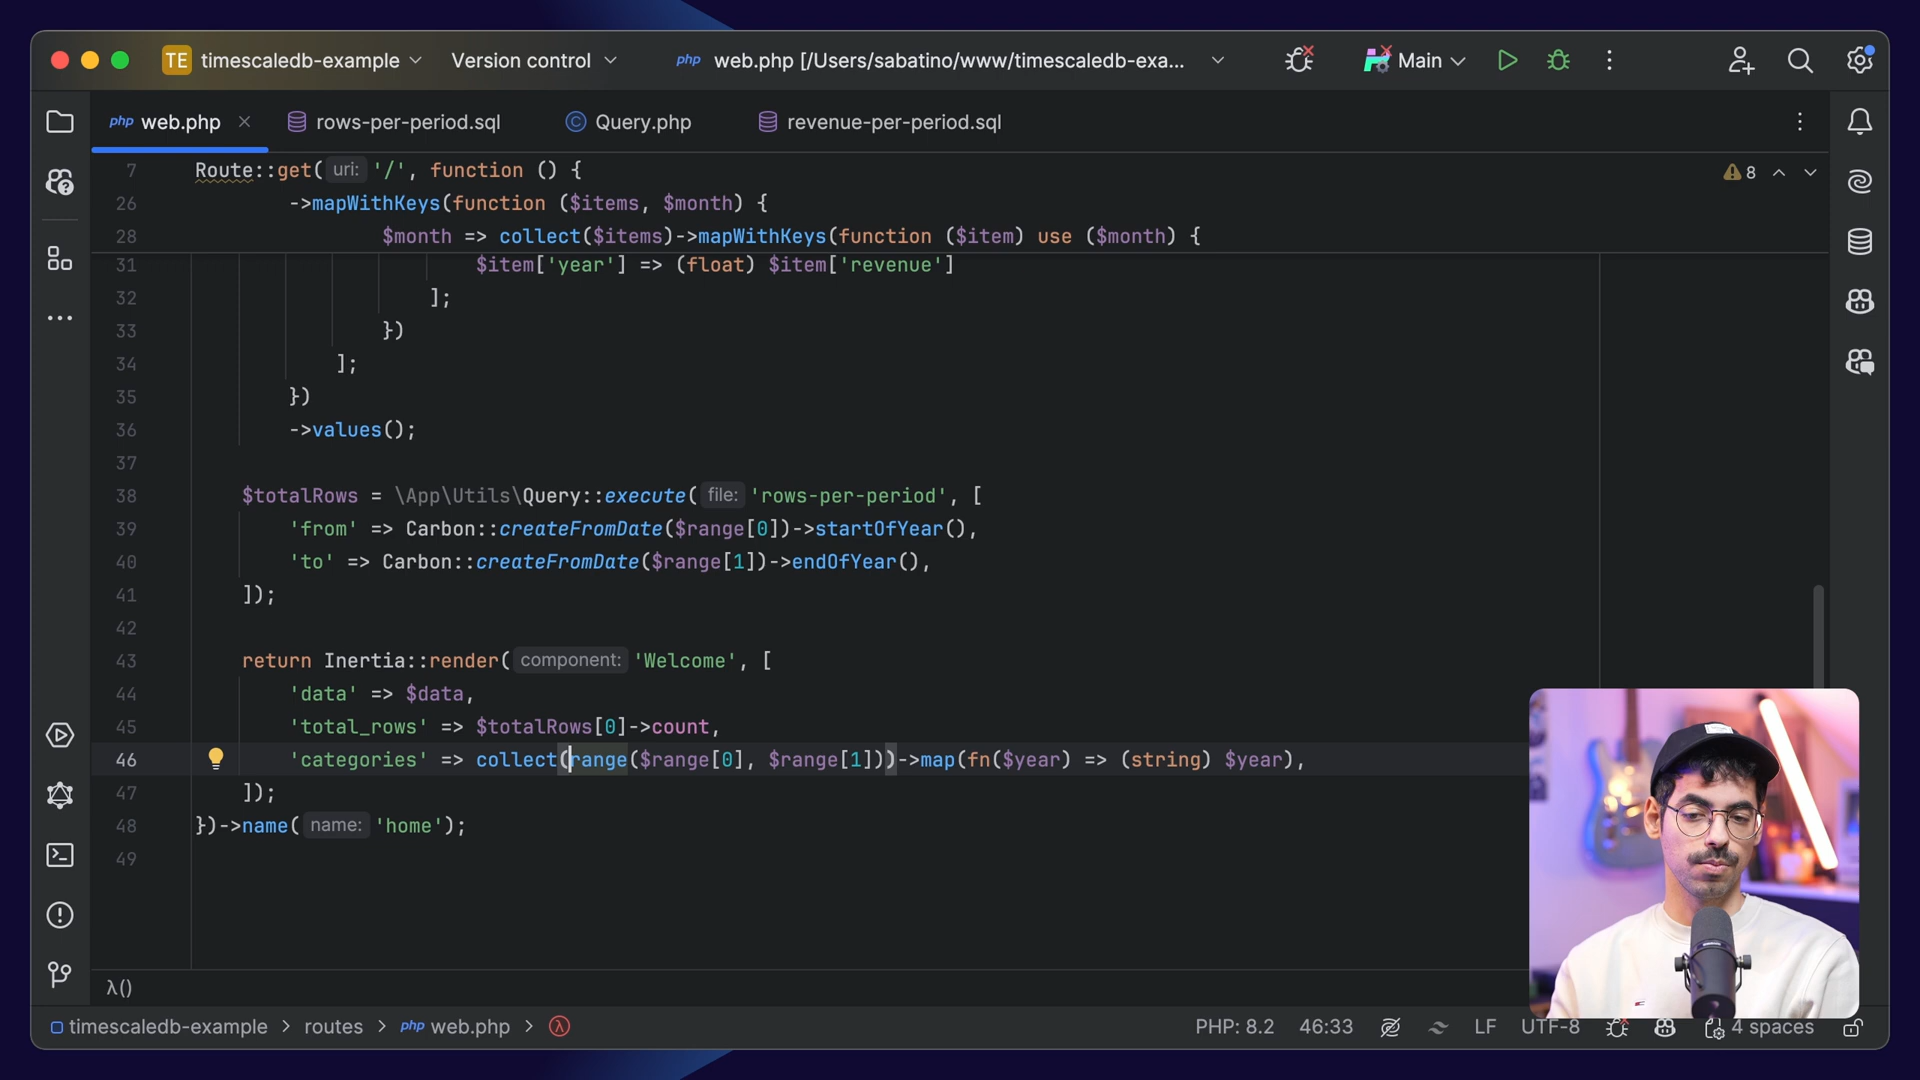 TE timescaledb-example Version control php web.php [/Users/sabatino/www/timescaledb-exa... Main
php web.php rows-per-period.sql C Query.php revenue-per-period.sql
7 Route::get( uri: '/', function () { 8
26 ->mapWithKeys(function ($items, $month) {
28 $month => collect($items)->mapWithKeys(function ($item) use ($month) {
31 $item['year'] => (float) $item['revenue']
32 ];
33 })
34 ];
35 })
36 ->values();
37
38 $totalRows = \App\Utils\Query::execute( file: 'rows-per-period', [
39 'from' => Carbon::createFromDate($range[0])->startOfYear(),
40 'to' => Carbon::createFromDate($range[1])->endOfYear(),
41 ]);
42
43 return Inertia::render( component: 'Welcome', [
44 'data' => $data,
45 'total_rows' => $totalRows[0]->count,
46 'categories' => collect(range($range[0], $range[1]))->map(fn($year) => (string) $year),
47 ]);
48 })->name( name: 'home');
49
λ()
timescaledb-example > routes > php web.php > λ PHP: 8.2 46:33 LF UTF-8 4 spaces